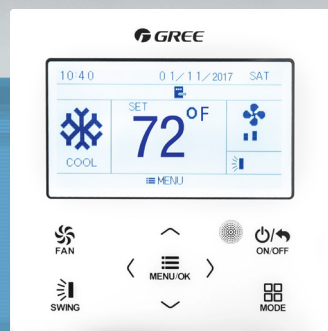 GREE
10:40 01/11/2017 SAT
SET
72°F
COOL
MENU
FAN
MENU/OK
ON/OFF
SWING
MODE